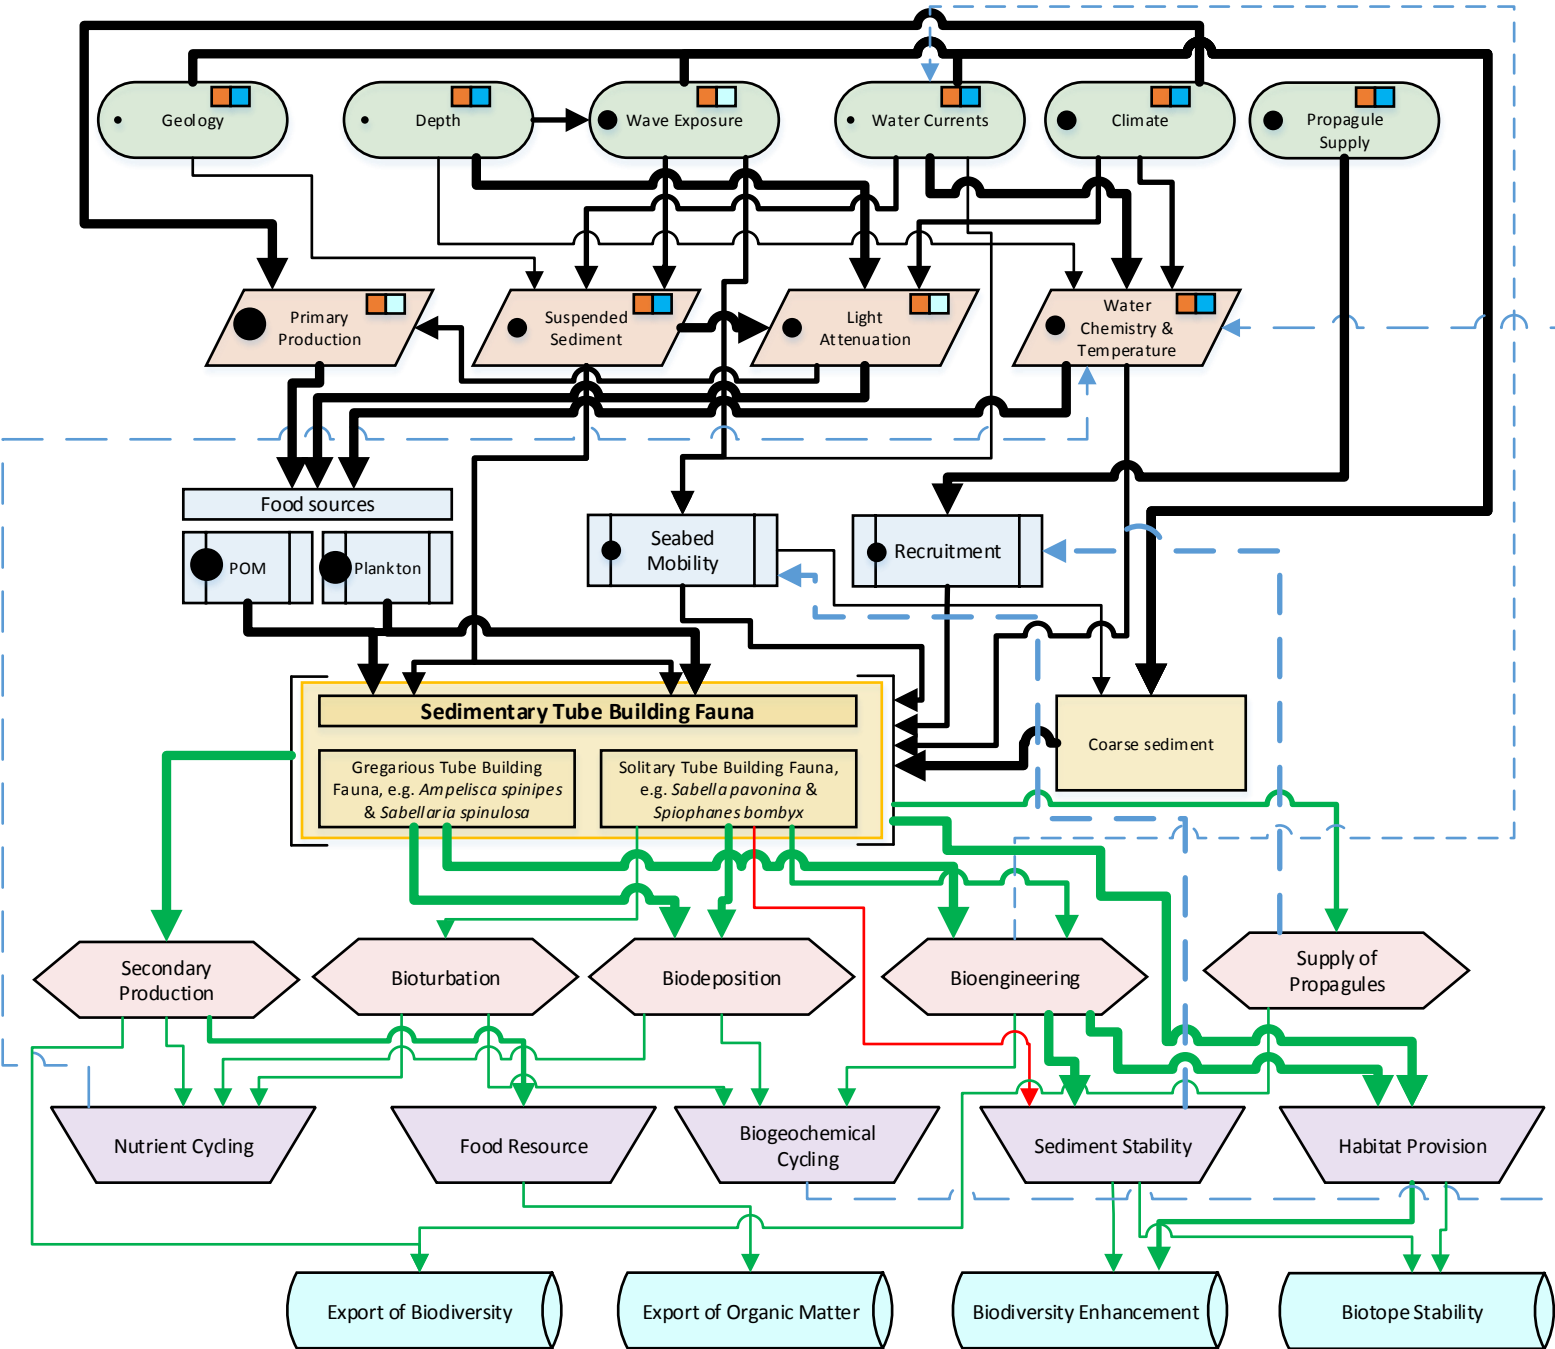 Geology
Depth
Wave Exposure
Water Currents
Climate
Propagule
Supply
Primary
Production
Suspended
Sediment
Light
Attenuation
Water
Chemistry &
Temperature
Food sources
POM
Plankton
Seabed
Mobility
Recruitment
Sedimentary Tube Building Fauna
Gregarious Tube Building
Fauna, e.g. Ampelisca spinipes
& Sabellaria spinulosa
Solitary Tube Building Fauna,
e.g. Sabella pavonina &
Spiophanes bombyx
Coarse sediment
Secondary
Production
Bioturbation
Biodeposition
Bioengineering
Supply of
Propagules
Nutrient Cycling
Food Resource
Biogeochemical
Cycling
Sediment Stability
Habitat Provision
Export of Biodiversity
Export of Organic Matter
Biodiversity Enhancement
Biotope Stability